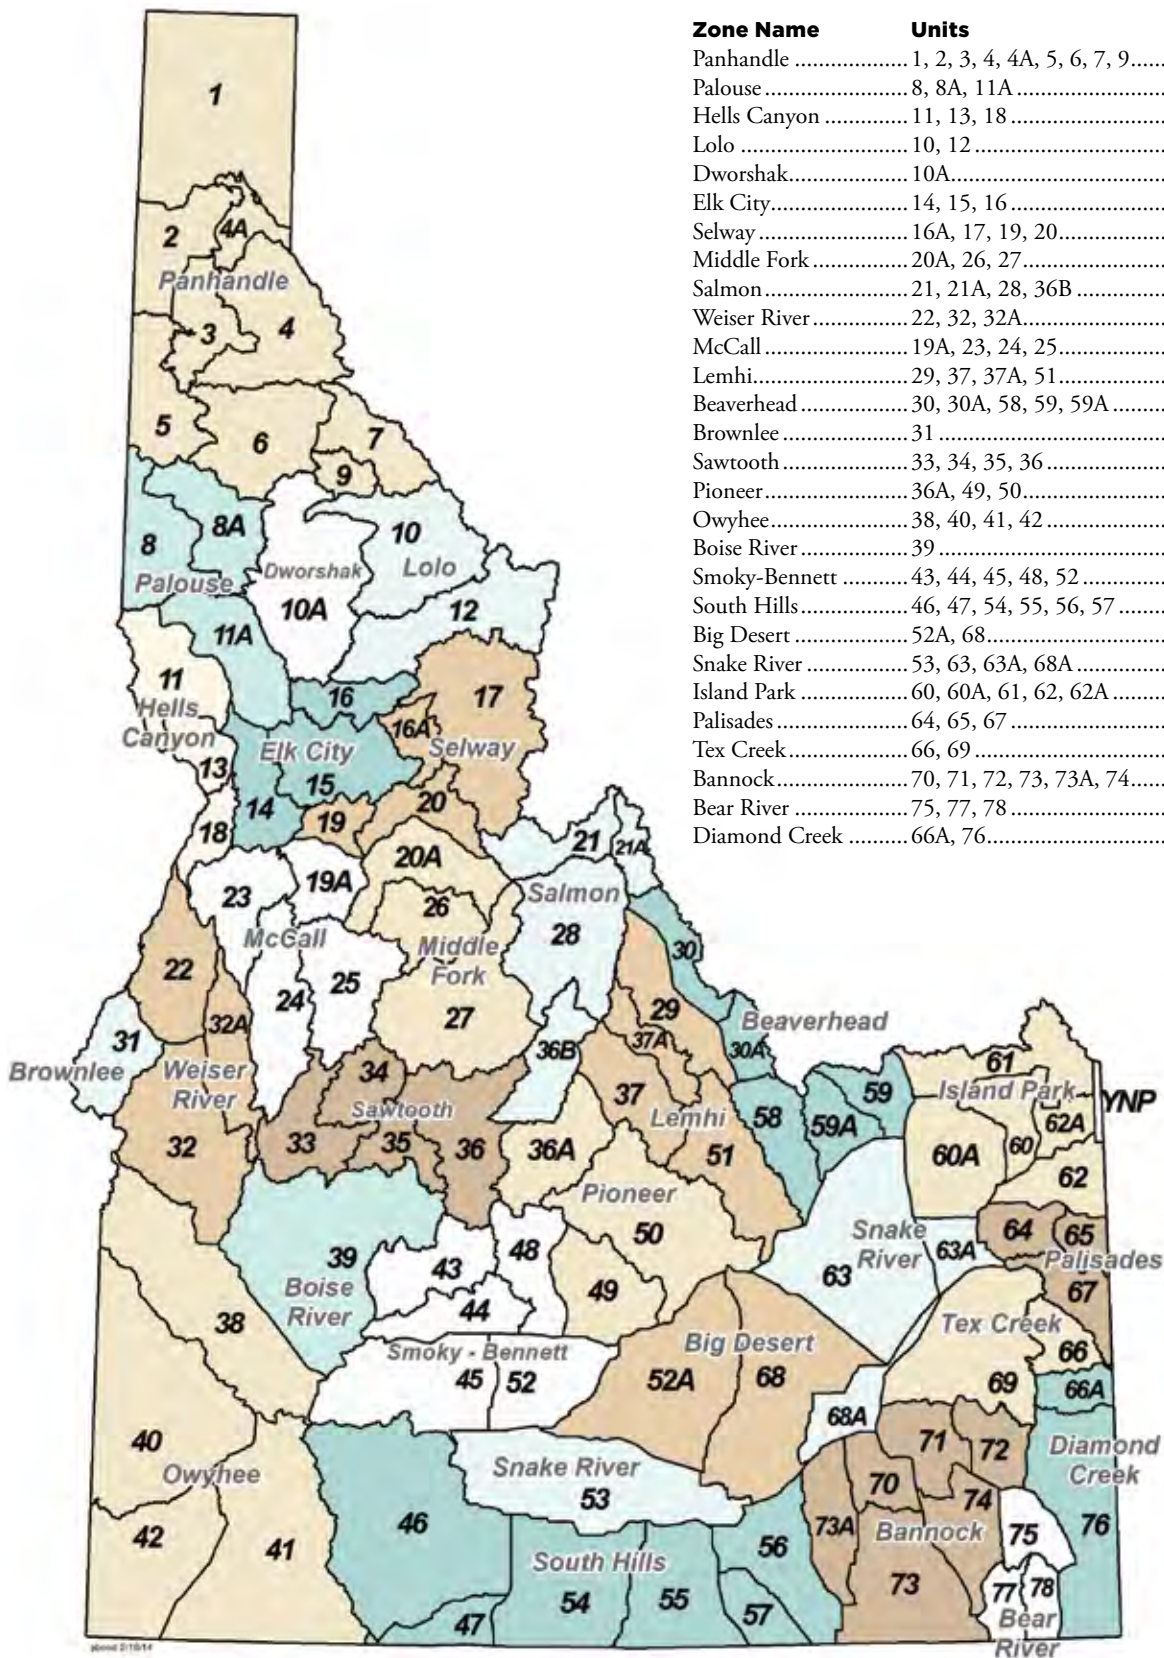 Zone Name Units
Panhandle ................... 1, 2, 3, 4, 4A, 5, 6, 7, 9......
Palouse ........................ 8, 8A, 11A ..........................
Hells Canyon .............. 11, 13, 18 ...........................
Lolo ............................ 10, 12 .................................
Dworshak.................... 10A.....................................
Elk City....................... 14, 15, 16 ...........................
Selway ......................... 16A, 17, 19, 20...................
Middle Fork ................ 20A, 26, 27.........................
Salmon ........................ 21, 21A, 28, 36B ................
Weiser River ................ 22, 32, 32A.........................
McCall ........................ 19A, 23, 24, 25...................
Lemhi.......................... 29, 37, 37A, 51...................
Beaverhead .................. 30, 30A, 58, 59, 59A ..........
Brownlee ..................... 31 .......................................
Sawtooth ..................... 33, 34, 35, 36 .....................
Pioneer ........................ 36A, 49, 50 .........................
Owyhee ....................... 38, 40, 41, 42 .....................
Boise River .................. 39 .......................................
Smoky-Bennett ........... 43, 44, 45, 48, 52 ...............
South Hills .................. 46, 47, 54, 55, 56, 57 .........
Big Desert ................... 52A, 68...............................
Snake River ................. 53, 63, 63A, 68A ................
Island Park .................. 60, 60A, 61, 62, 62A ..........
Palisades ...................... 64, 65, 67 ...........................
Tex Creek .................... 66, 69 .................................
Bannock ...................... 70, 71, 72, 73, 73A, 74.......
Bear River ................... 75, 77, 78 ...........................
Diamond Creek .......... 66A, 76...............................
1
2 4A
Panhandle
3 4
5 6 7
9
8 8A 10
Palouse Dworshak Lolo
10A 12
11A
11 16 17
Hells
Canyon 16A
Elk City Selway
13 15
14 20
18 19 21 21A
20A
23 19A 26 Salmon
McCall Middle 28 30
Fork
22 24 25 27 29
31 32A 36B 37A 30A Beaverhead
Brownlee Weiser
River 34 61
Sawtooth 37 Lemhi 58 59A 59 Island Park YNP
32 33 35 36 36A 51 60A 60 62A
62
Pioneer
39 43 48 50 Snake
River 63A 64 65
Palisades
Boise
River 44 49 63 67
38 Smoky - Bennett Big Desert Tex Creek
66
45 52 52A 68 69 66A
68A
40 71 72 Diamond
Creek
Owyhee Snake River 70 74
46 53
42 41 56 73A Bannock 75 76
South Hills
47 54 55 57 73 77 78
Bear
River